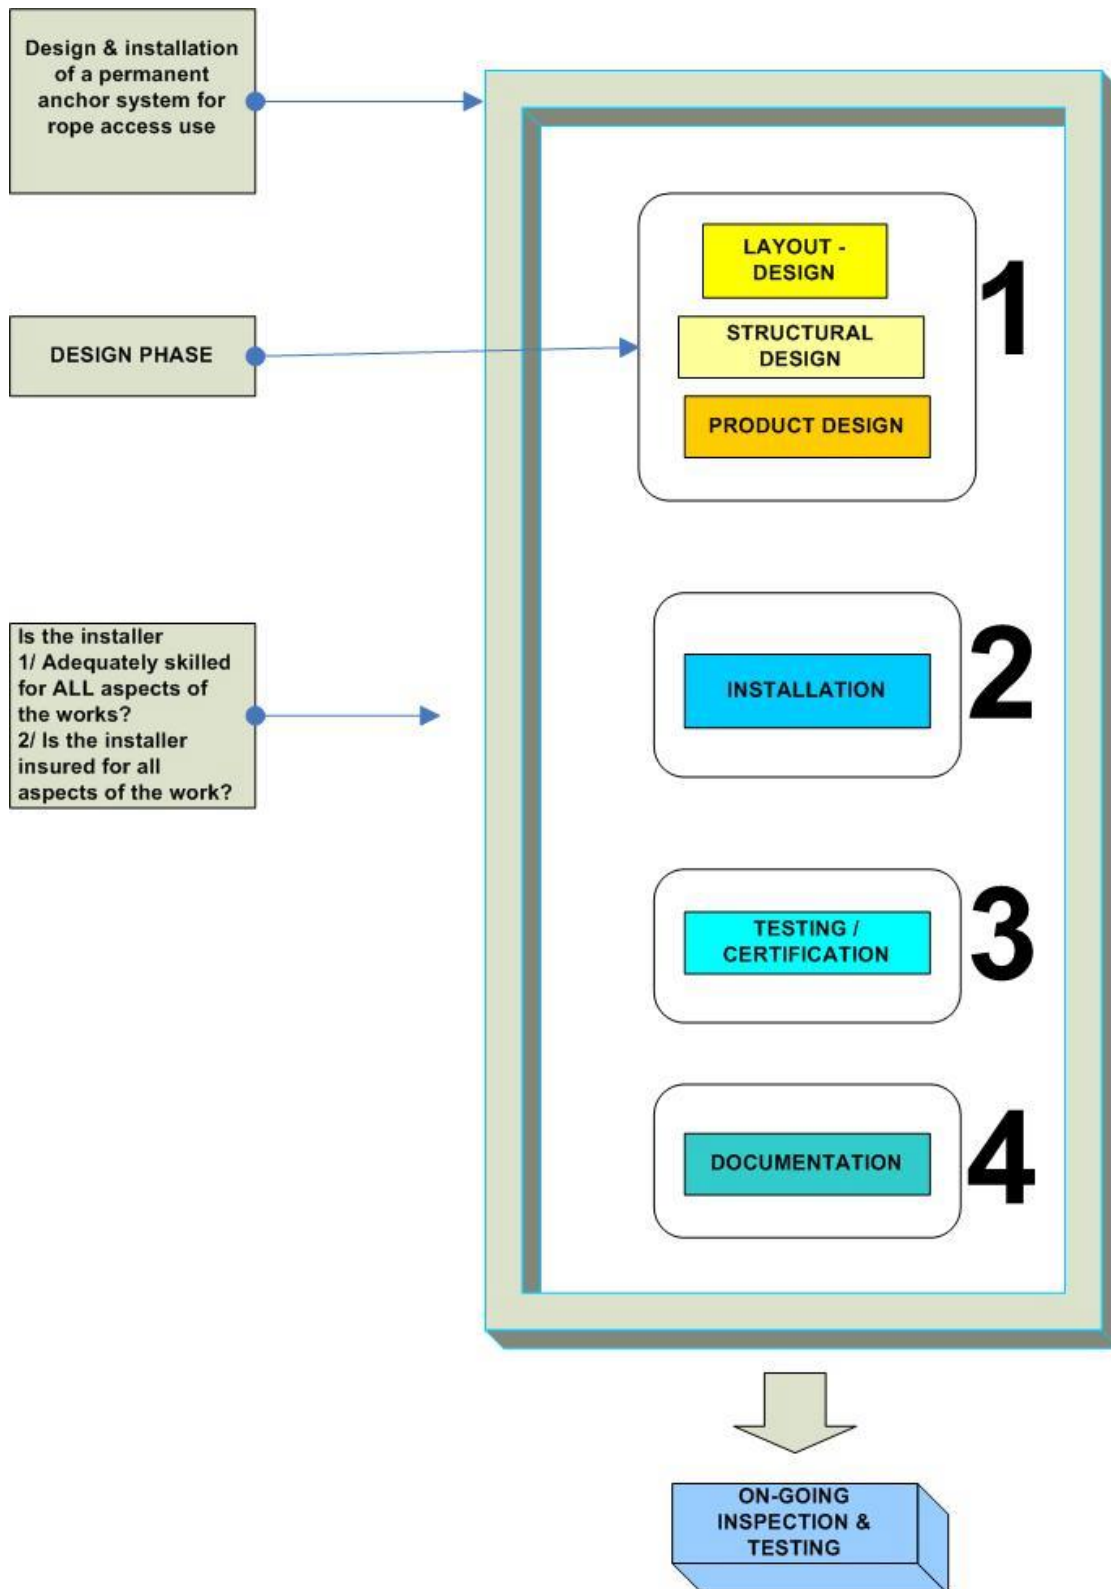 Design & installation
of a permanent
anchor system for
rope access use
LAYOUT -
DESIGN
1
STRUCTURAL
DESIGN
DESIGN PHASE
PRODUCT DESIGN
Is the installer
1/ Adequately skilled
for ALL aspects of
the works?
2/ Is the installer
insured for all
aspects of the work?
INSTALLATION
2
TESTING /
CERTIFICATION
3
DOCUMENTATION
4
ON-GOING
INSPECTION &
TESTING